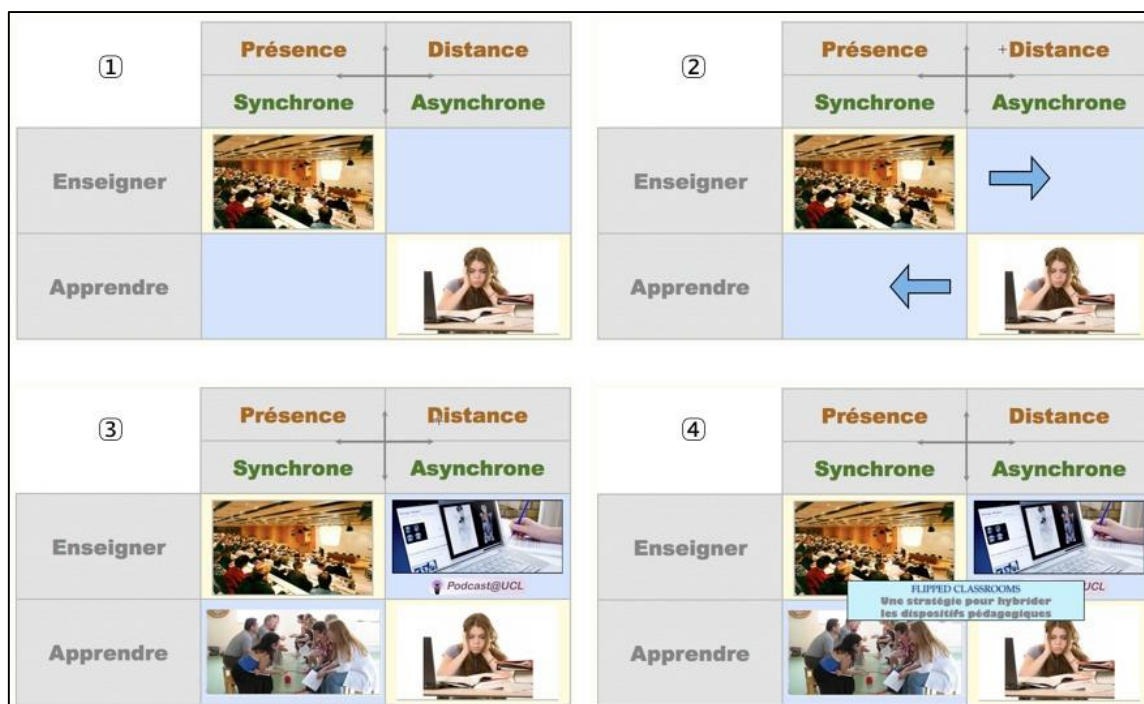 ①
Présence Distance
Synchrone Asynchrone
Enseigner
Apprendre
②
Présence Distance
Synchrone Asynchrone
Enseigner
Apprendre
③
Présence Distance
Synchrone Asynchrone
Enseigner
Podcast@UCL
Apprendre
④
Présence Distance
Synchrone Asynchrone
Enseigner
UCL
FLIPPED CLASSROOMS
Une stratégie pour hybrider
les dispositifs pédagogiques
Apprendre